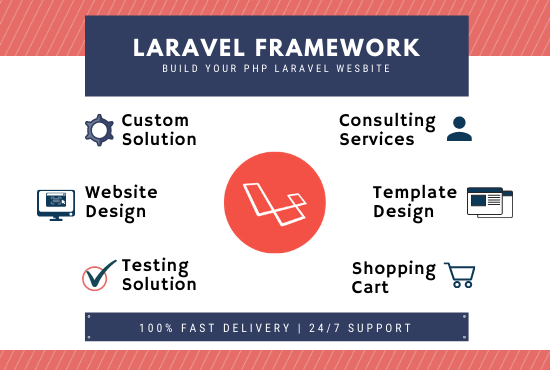 LARAVEL FRAMEWORK
BUILD YOUR PHP LARAVEL WESBITE
Custom
Solution
Consulting
Services
Website
Design
Template
Design
Testing
Solution
Shopping
Cart
100% FAST DELIVERY | 24/7 SUPPORT